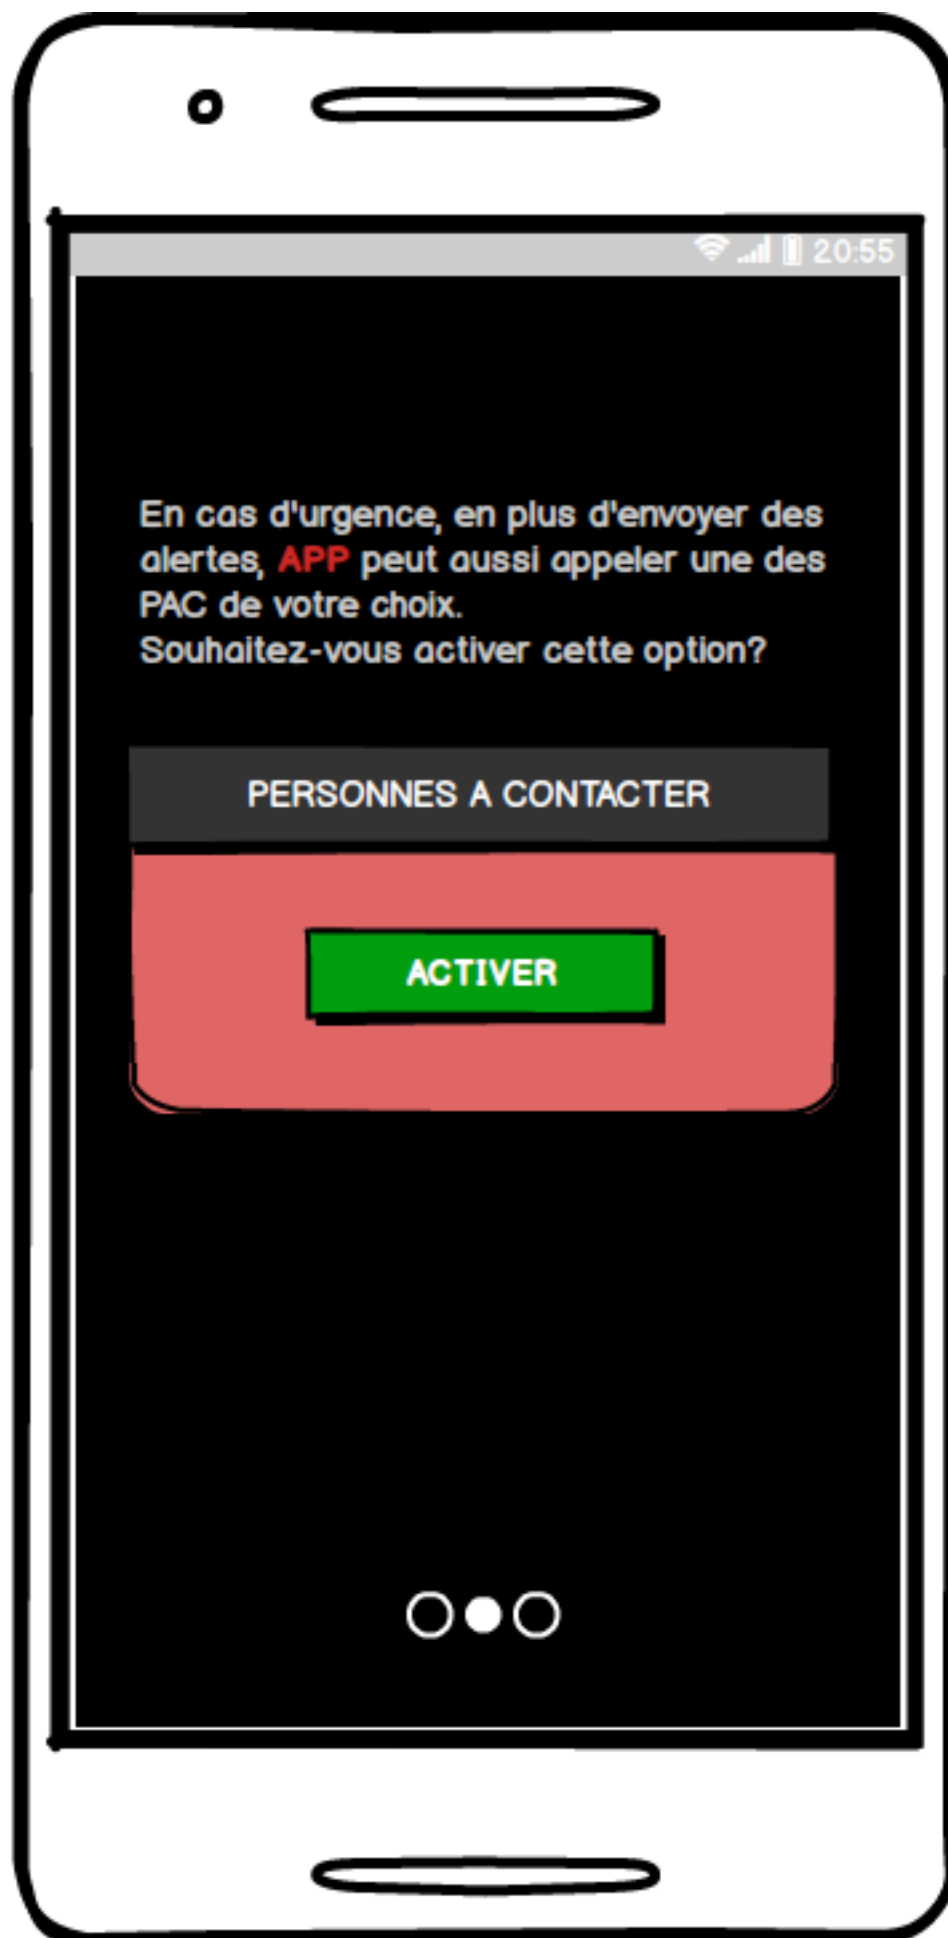 20:55
En cas d'urgence, en plus d'envoyer des
alertes, APP peut aussi appeler une des
PAC de votre choix.
Souhaitez-vous activer cette option?
PERSONNES A CONTACTER
ACTIVER